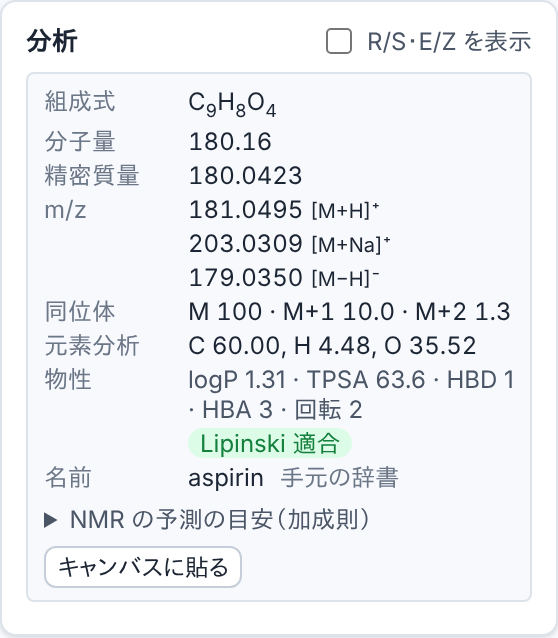 分析
R/S・E/Z を表示
組成式 C₉H₈O₄
分子量 180.16
精密質量 180.0423
m/z 181.0495 [M+H]⁺
203.0309 [M+Na]⁺
179.0350 [M−H]⁻
同位体 M 100 · M+1 10.0 · M+2 1.3
元素分析 C 60.00, H 4.48, O 35.52
物性 logP 1.31 · TPSA 63.6 · HBD 1
· HBA 3 · 回転 2
Lipinski 適合
名前 aspirin 手元の辞書
▶ NMR の予測の目安（加成則）
キャンバスに貼る